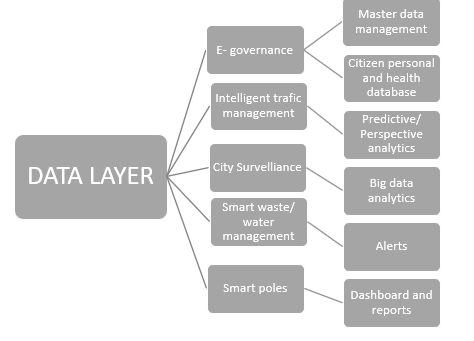 DATA LAYER
E- governance
Intelligent trafic
management
City Survelliance
Smart waste/
water
management
Smart poles
Master data
management
Citizen personal
and health
database
Predictive/
Perspective
analytics
Big data
analytics
Alerts
Dashboard and
reports